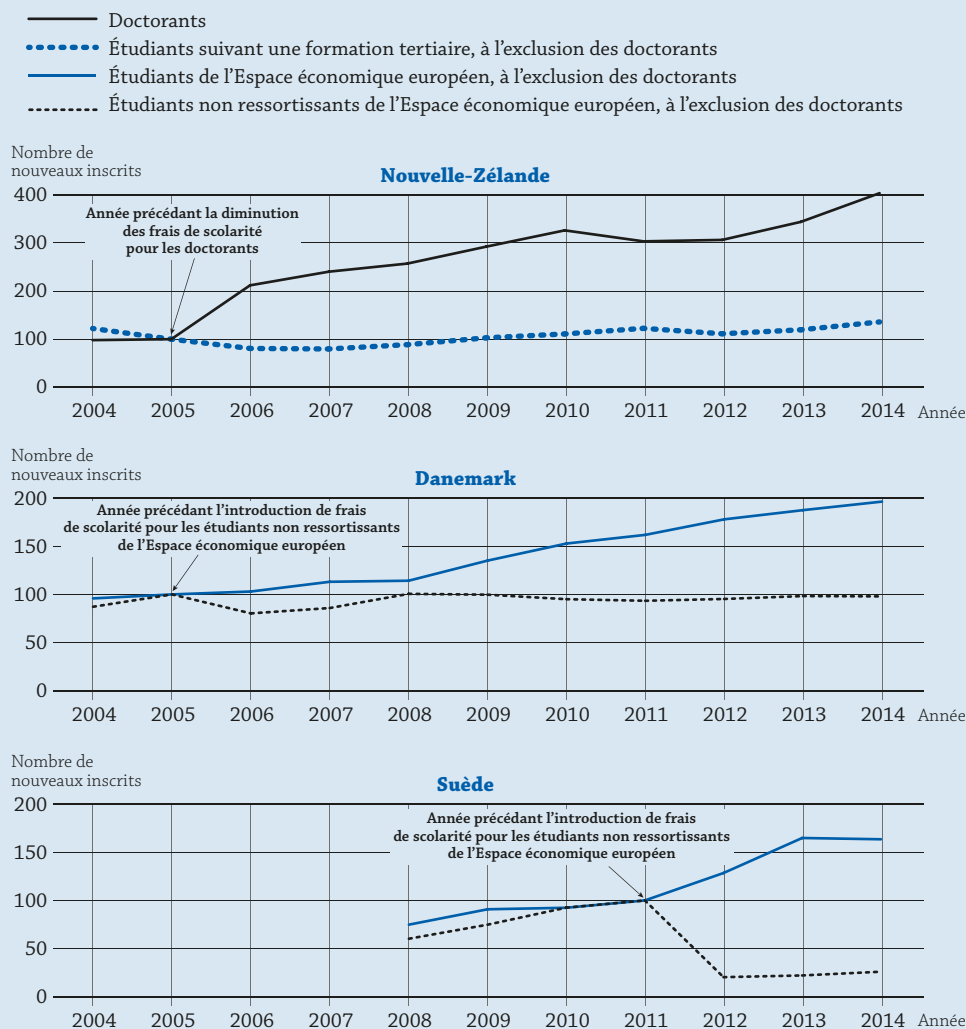 Doctorants
Étudiants suivant une formation tertiaire, à l’exclusion des doctorants
Étudiants de l’Espace économique européen, à l’exclusion des doctorants
Étudiants non ressortissants de l’Espace économique européen, à l’exclusion des doctorants
Nombre de
nouveaux inscrits
Nouvelle-Zélande
400
Année précédant la diminution
des frais de scolarité
pour les doctorants
300
200
100
0
2004 2005 2006 2007 2008 2009 2010 2011 2012 2013 2014 Année
Nombre de
nouveaux inscrits
Danemark
200
Année précédant l’introduction de frais
de scolarité pour les étudiants non ressortissants
de l’Espace économique européen
150
100
50
0
2004 2005 2006 2007 2008 2009 2010 2011 2012 2013 2014 Année
Nombre de
nouveaux inscrits
Suède
200
Année précédant l’introduction de frais
de scolarité pour les étudiants non ressortissants
de l’Espace économique européen
150
100
50
0
2004 2005 2006 2007 2008 2009 2010 2011 2012 2013 2014 Année